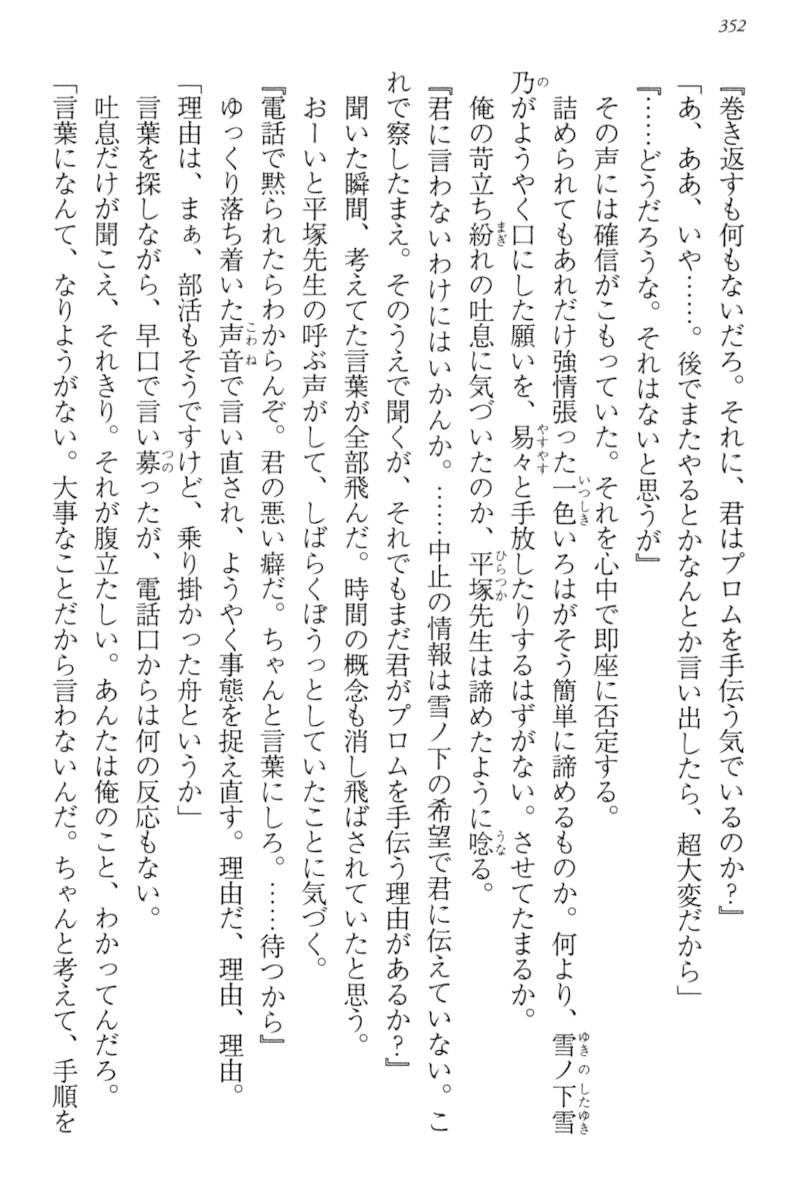 352
『巻き返すも何もないだろ。それに、君はプロムを手伝う気でいるのか？』
「あ、ああ、いや……。後でまたやるとかなんとか言い出したら、超大変だから」
『……どうだろうな。それはないと思うが』
その声には確信がこもっていた。それを心中で即座に否定する。
詰められてもあれだけ強情張った一色いろはがそう簡単に諦めるものか。何より、雪ノ下雪
乃がようやく口にした願いを、易々と手放したりするはずがない。させてたまるか。
俺の苛立ち紛れの吐息に気づいたのか、平塚先生は諦めたように唸る。
『君に言わないわけにはいかんか。……中止の情報は雪ノ下の希望で君に伝えていない。こ
れで察したまえ。そのうえで聞くが、それでもまだ君がプロムを手伝う理由があるか？』
聞いた瞬間、考えてた言葉が全部飛んだ。時間の概念も消し飛ばされていたと思う。
おーいと平塚先生の呼ぶ声がして、しばらくぼうっとしていたことに気づく。
『電話で黙られたらわからんぞ。君の悪い癖だ。ちゃんと言葉にしろ。……待つから』
ゆっくり落ち着いた声音で言い直され、ようやく事態を捉え直す。理由だ、理由、理由。
「理由は、まぁ、部活もそうですけど、乗り掛かった舟というか」
言葉を探しながら、早口で言い募ったが、電話口からは何の反応もない。
吐息だけが聞こえ、それきり。それが腹立たしい。あんたは俺のこと、わかってんだろ。
「言葉になんて、なりようがない。大事なことだから言わないんだ。ちゃんと考えて、手順を